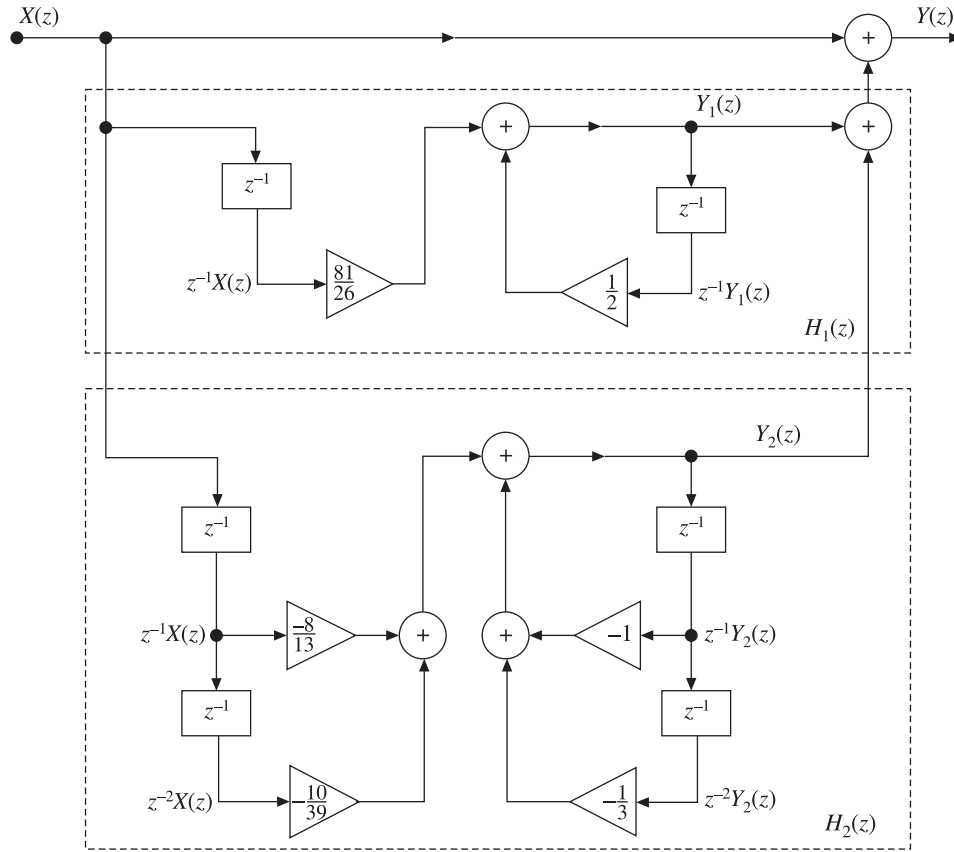 X(z)
Y(z)
+
Y₁(z)
+
+
z⁻¹
z⁻¹
z⁻¹X(z)
81/26
1/2
z⁻¹Y₁(z)
H₁(z)
Y₂(z)
+
z⁻¹
z⁻¹
z⁻¹X(z)
-8/13
+
+
−1
z⁻¹Y₂(z)
z⁻¹
z⁻¹
z⁻²X(z)
−10/39
−1/3
z⁻²Y₂(z)
H₂(z)